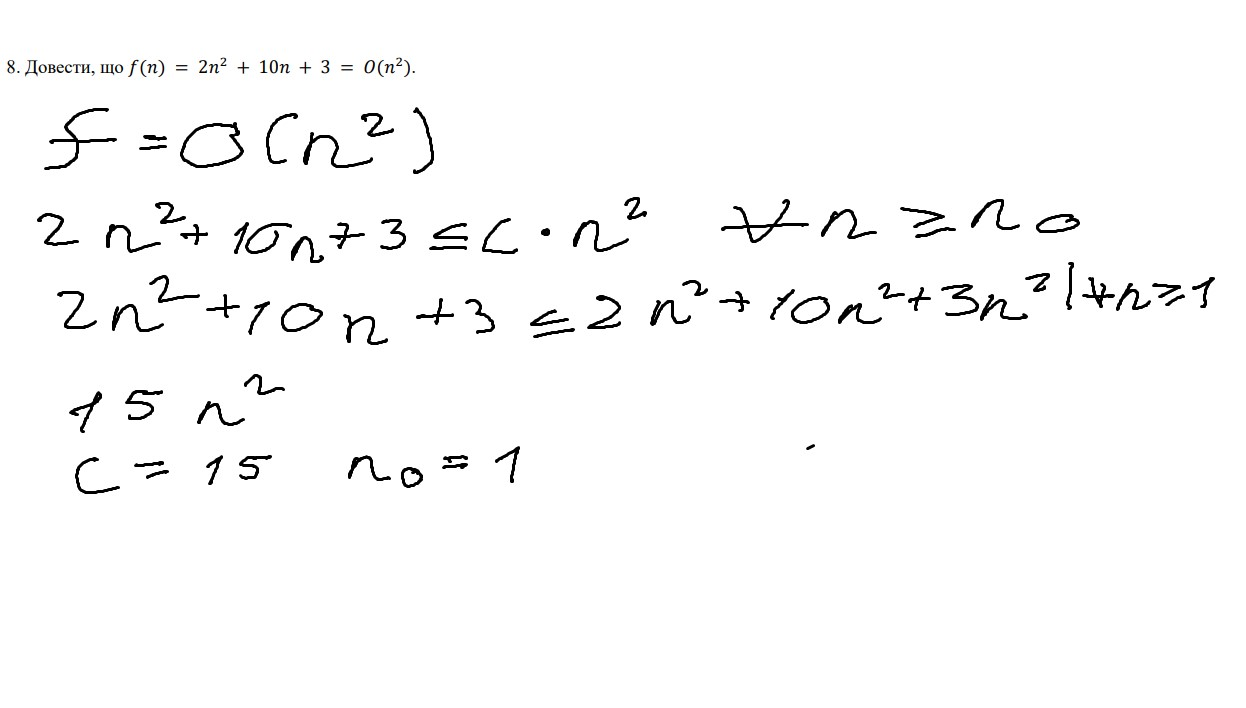 8. Довести, що f(n) = 2n² + 10n + 3 = O(n²).
f = O(n²)
2n² + 10n + 3 ≤ c · n² ∀n ≥ n₀
2n² + 10n + 3 ≤ 2n² + 10n² + 3n² | ∀n ≥ 1
15n²
c = 15 n₀ = 1